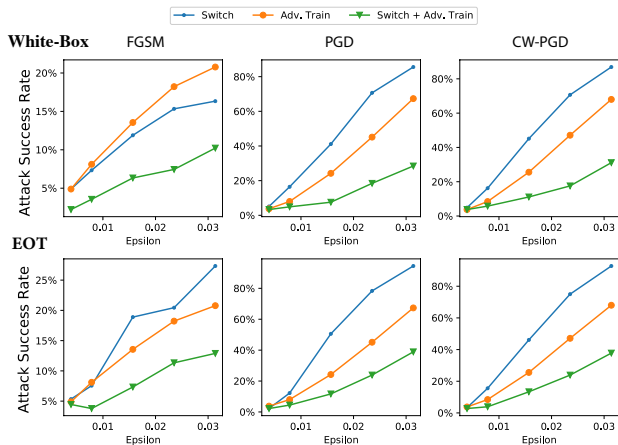 Switch Adv. Train Switch + Adv. Train
White-Box FGSM PGD CW-PGD
Attack Success Rate
20%
15%
10%
5%
0.01 0.02 0.03
Epsilon
80%
60%
40%
20%
0%
0.01 0.02 0.03
Epsilon
80%
60%
40%
20%
0%
0.01 0.02 0.03
Epsilon
EOT
Attack Success Rate
25%
20%
15%
10%
5%
0.01 0.02 0.03
Epsilon
80%
60%
40%
20%
0%
0.01 0.02 0.03
Epsilon
80%
60%
40%
20%
0%
0.01 0.02 0.03
Epsilon